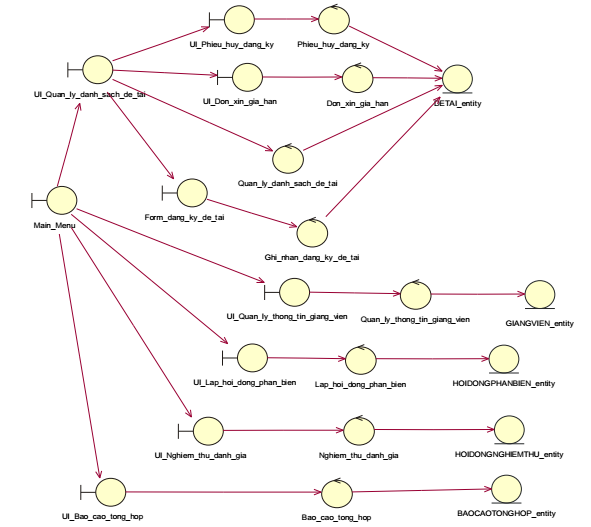 UI_Phieu_huy_dang_ky
Phieu_huy_dang_ky
UI_Quan_ly_danh_sach_de_tai
UI_Don_xin_gia_han
Don_xin_gia_han
DETAI_entity
Quan_ly_danh_sach_de_tai
Main_Menu
Form_dang_ky_de_tai
Ghi_nhan_dang_ky_de_tai
UI_Quan_ly_thong_tin_giang_vien
Quan_ly_thong_tin_giang_vien
GIANGVIEN_entity
UI_Lap_hoi_dong_phan_bien
Lap_hoi_dong_phan_bien
HOIDONGPHANBIEN_entity
UI_Nghiem_thu_danh_gia
Nghiem_thu_danh_gia
HOIDONGNGHIEMTHU_entity
UI_Bao_cao_tong_hop
Bao_cao_tong_hop
BAOCAOTONGHOP_entity